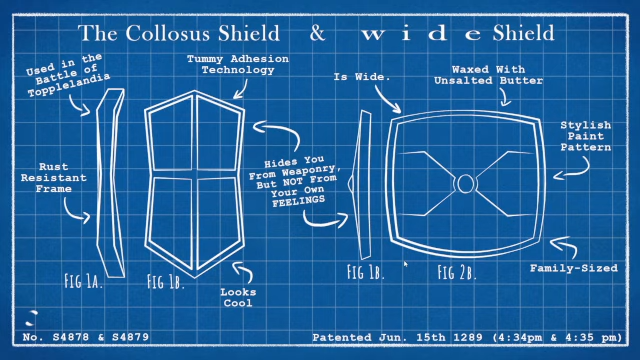 The Collosus Shield & wide Shield
Used in the
Battle of
Topplelandia
Tummy Adhesion
Technology
Is Wide.
Waxed With
Unsalted Butter
Stylish
Paint
Pattern
Rust
Resistant
Frame
Hides You
From Weaponry,
But NOT From
Your Own
FEELINGS
Fig 1A.
Fig 1B.
Looks
Cool
Fig 1B.
Fig 2B.
Family-Sized
No. S4878 & S4879
Patented Jun. 15th 1289 (4:34pm & 4:35 pm)